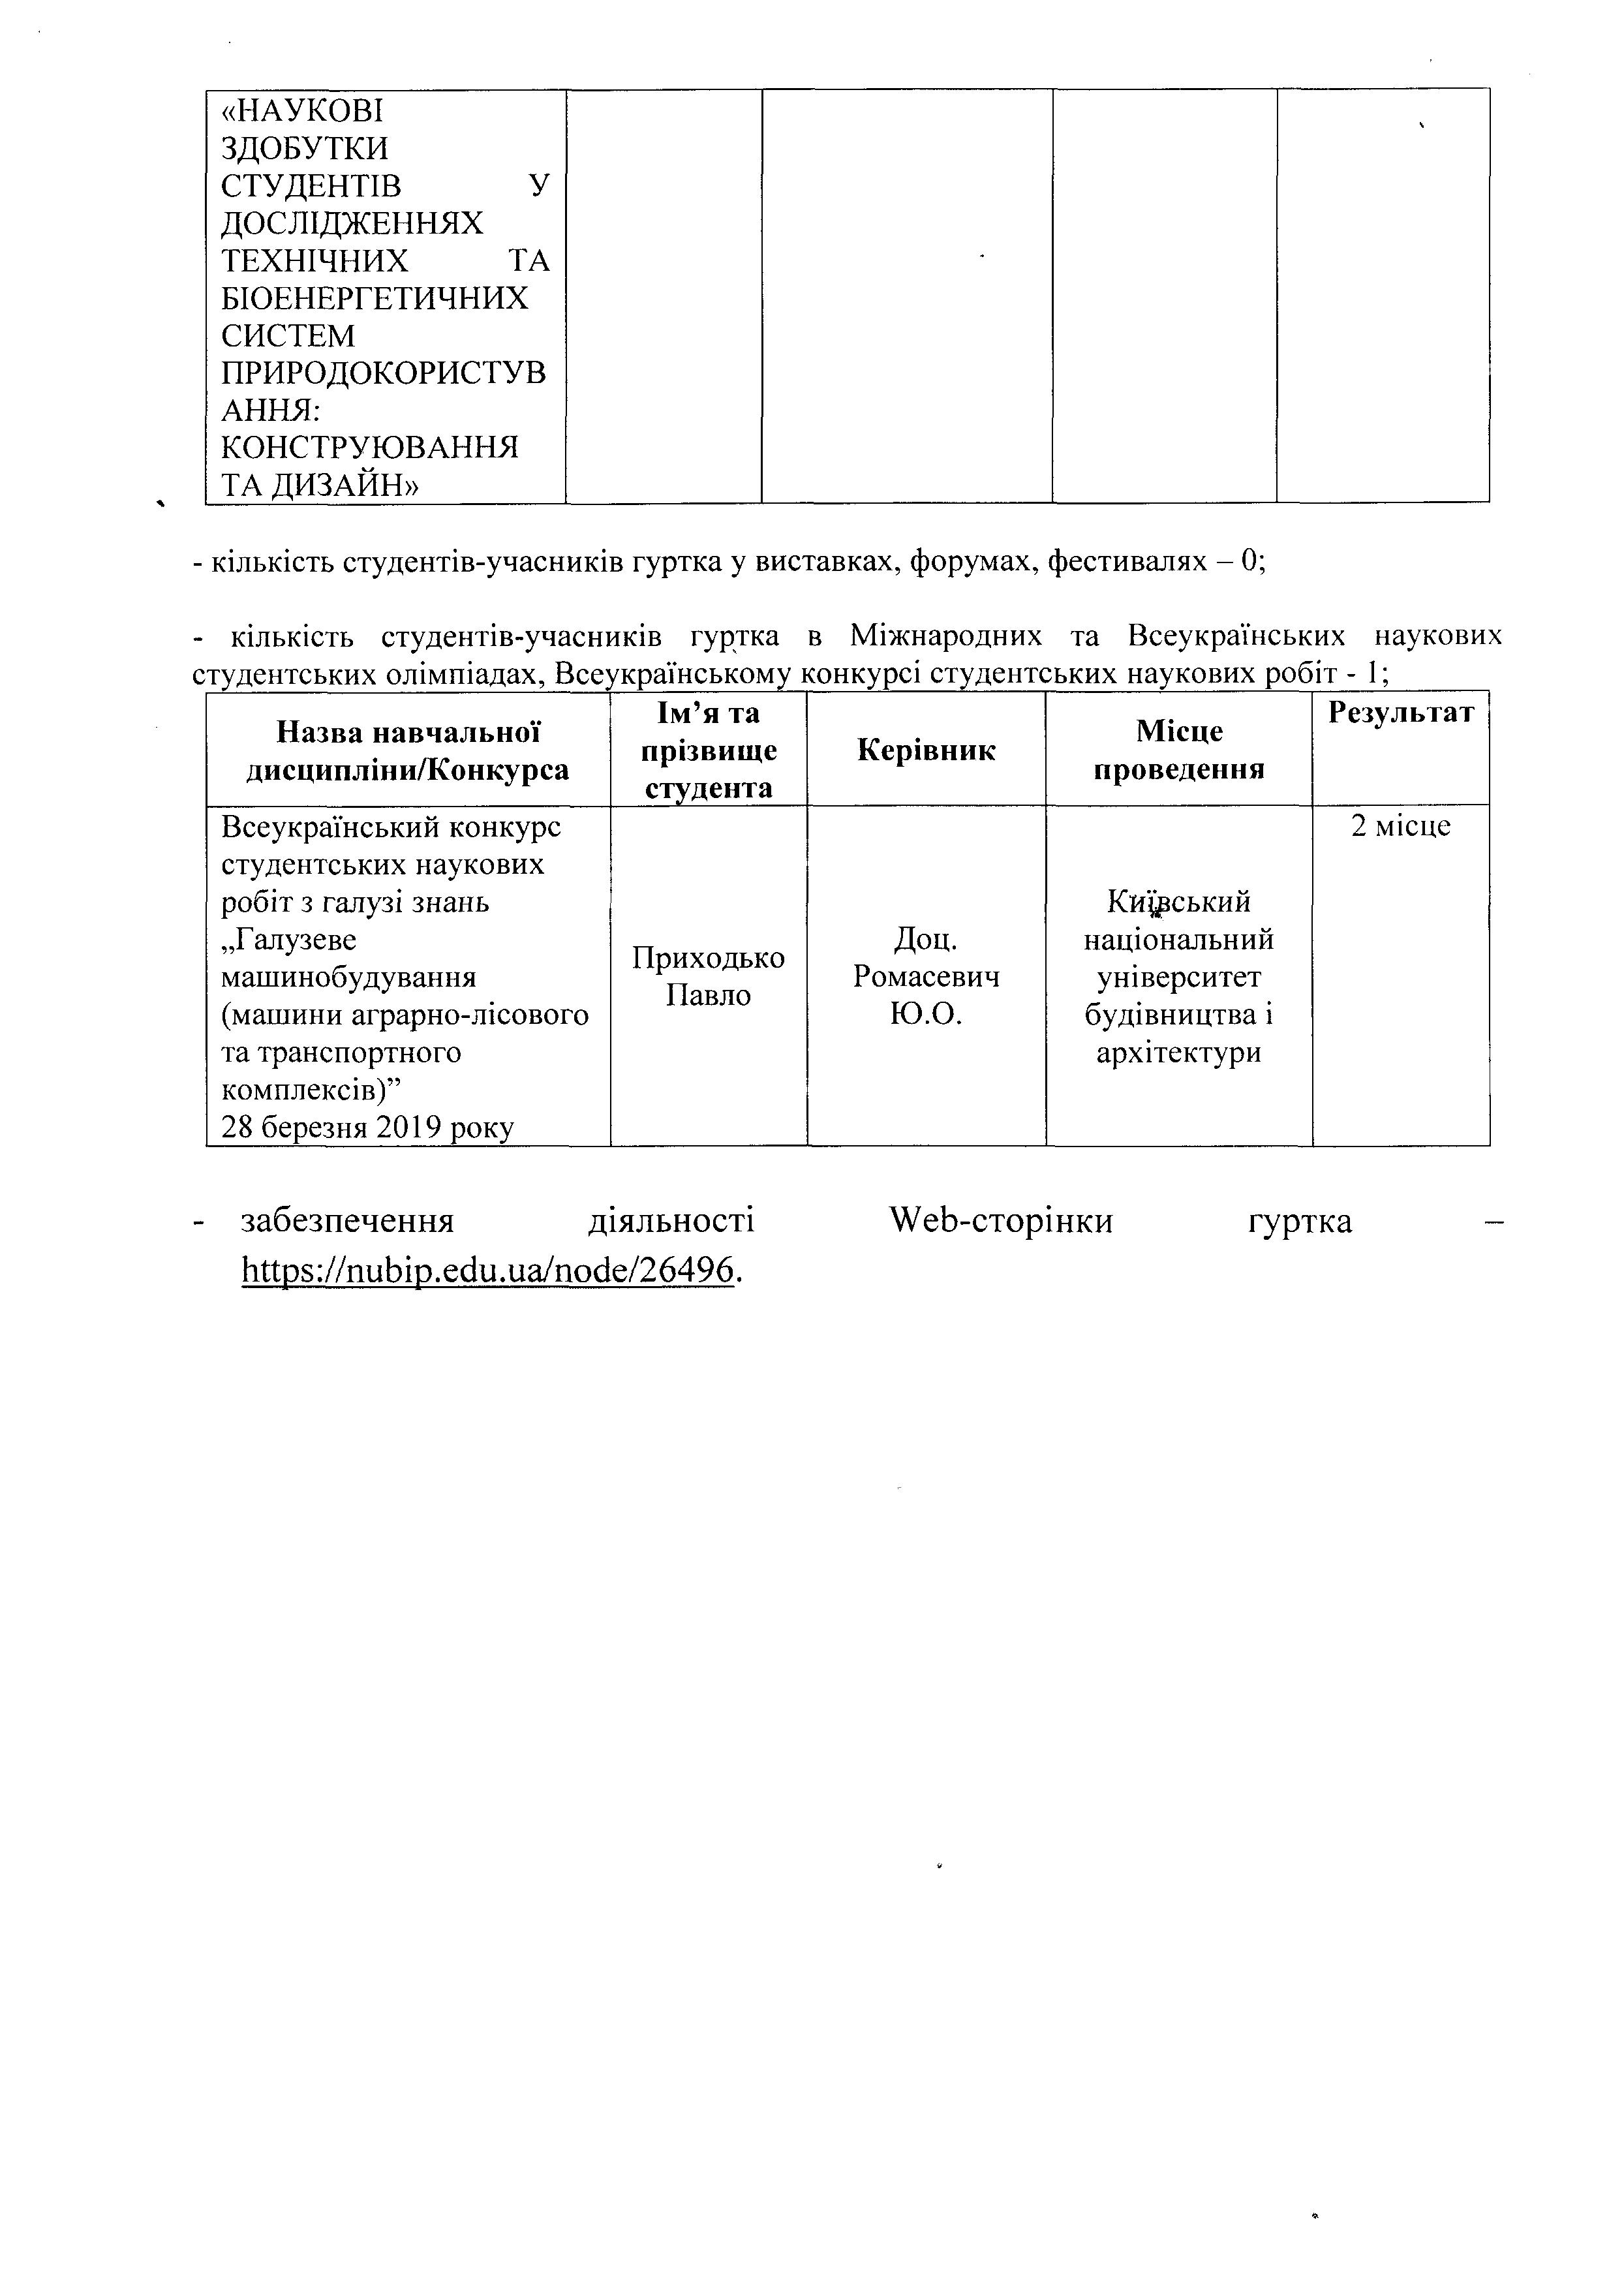 «НАУКОВІ
ЗДОБУТКИ
СТУДЕНТІВ У
ДОСЛІДЖЕННЯХ
ТЕХНІЧНИХ ТА
БІОЕНЕРГЕТИЧНИХ
СИСТЕМ
ПРИРОДОКОРИСТУВ
АННЯ:
КОНСТРУЮВАННЯ
ТА ДИЗАЙН»
- кількість студентів-учасників гуртка у виставках, форумах, фестивалях – 0;
- кількість студентів-учасників гуртка в Міжнародних та Всеукраїнських наукових
студентських олімпіадах, Всеукраїнському конкурсі студентських наукових робіт - 1;
Назва навчальної
дисципліни/Конкурса
Ім’я та
прізвище
студента
Керівник
Місце
проведення
Результат
Всеукраїнський конкурс
студентських наукових
робіт з галузі знань
„Галузеве
машинобудування
(машини аграрно-лісового
та транспортного
комплексів)”
28 березня 2019 року
Приходько
Павло
Доц.
Ромасевич
Ю.О.
Київський
національний
університет
будівництва і
архітектури
2 місце
- забезпечення діяльності Web-сторінки гуртка –
https://nubip.edu.ua/node/26496.